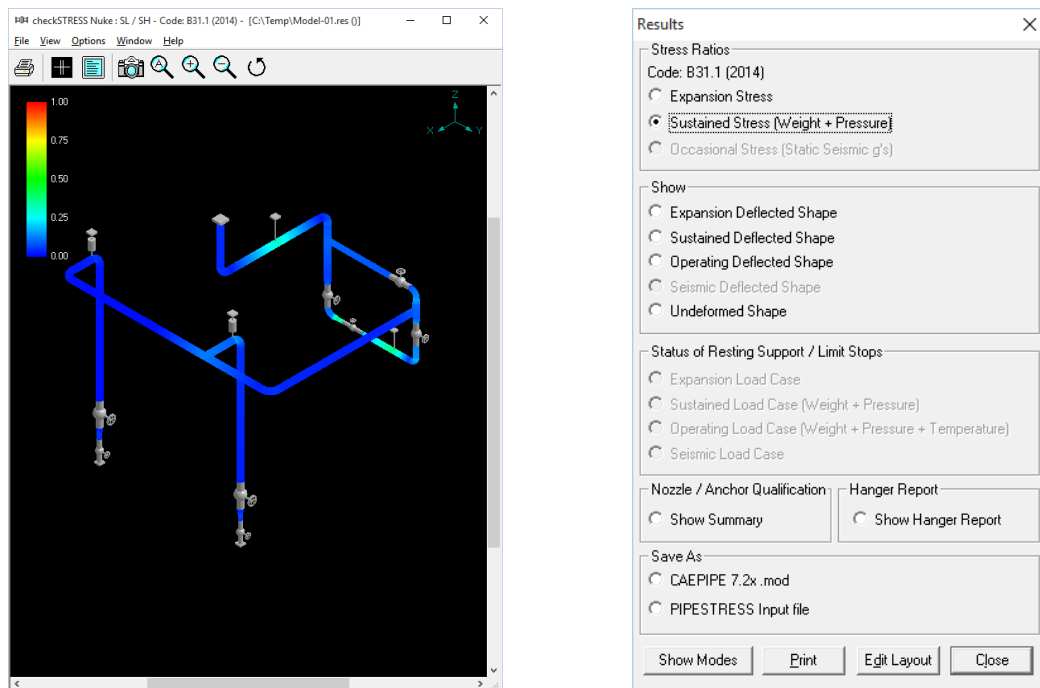 checkSTRESS Nuke : SL / SH - Code: B31.1 (2014) - [C:\Temp\Model-01.res ()]
File View Options Window Help
1.00
0.75
0.50
0.25
0.00
Z
X
Y
Results
Stress Ratios
Code: B31.1 (2014)
Expansion Stress
Sustained Stress (Weight + Pressure)
Occasional Stress (Static Seismic g's)
Show
Expansion Deflected Shape
Sustained Deflected Shape
Operating Deflected Shape
Seismic Deflected Shape
Undeformed Shape
Status of Resting Support / Limit Stops
Expansion Load Case
Sustained Load Case (Weight + Pressure)
Operating Load Case (Weight + Pressure + Temperature)
Seismic Load Case
Nozzle / Anchor Qualification
Show Summary
Hanger Report
Show Hanger Report
Save As
CAEPIPE 7.2x .mod
PIPESTRESS Input file
Show Modes Print Edit Layout Close